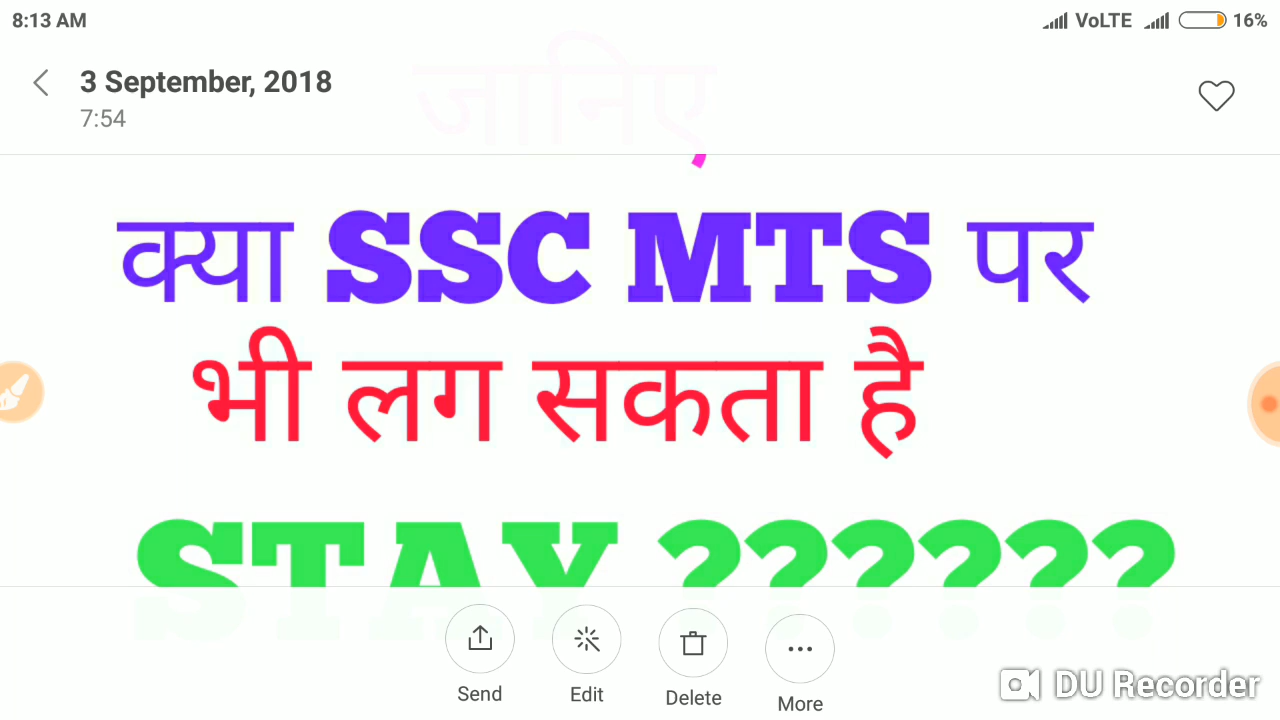 8:13 AM VoLTE 16%
3 September, 2018
7:54
जानिए
क्या SSC MTS पर
भी लग सकता है
STAY ??????
Send Edit Delete More
DU Recorder